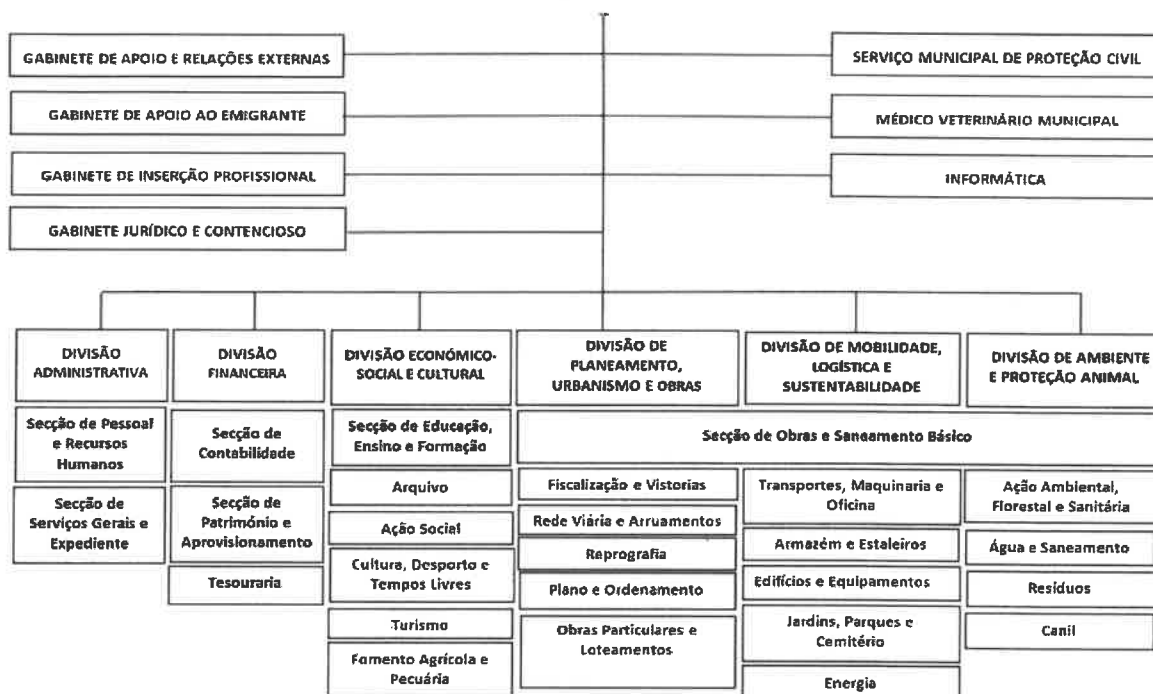 GABINETE DE APOIO E RELAÇÕES EXTERNAS
SERVIÇO MUNICIPAL DE PROTEÇÃO CIVIL
GABINETE DE APOIO AO EMIGRANTE
MÉDICO VETERINÁRIO MUNICIPAL
GABINETE DE INSERÇÃO PROFISSIONAL
INFORMÁTICA
GABINETE JURÍDICO E CONTENCIOSO
DIVISÃO
ADMINISTRATIVA
DIVISÃO
FINANCEIRA
DIVISÃO ECONÓMICO-
SOCIAL E CULTURAL
DIVISÃO DE
PLANEAMENTO,
URBANISMO E OBRAS
DIVISÃO DE MOBILIDADE,
LOGÍSTICA E
SUSTENTABILIDADE
DIVISÃO DE AMBIENTE
E PROTEÇÃO ANIMAL
Secção de Pessoal
e Recursos
Humanos
Secção de
Contabilidade
Secção de Educação,
Ensino e Formação
Secção de Obras e Saneamento Básico
Secção de
Serviços Gerais e
Expediente
Secção de
Património e
Aprovisionamento
Tesouraria
Arquivo
Ação Social
Cultura, Desporto e
Tempos Livres
Turismo
Fomento Agrícola e
Pecuária
Fiscalização e Vistorias
Rede Viária e Arruamentos
Reprografia
Plano e Ordenamento
Obras Particulares e
Loteamentos
Transportes, Maquinaria e
Oficina
Armazém e Estaleiros
Edifícios e Equipamentos
Jardins, Parques e
Cemitério
Energia
Ação Ambiental,
Florestal e Sanitária
Água e Saneamento
Resíduos
Canil